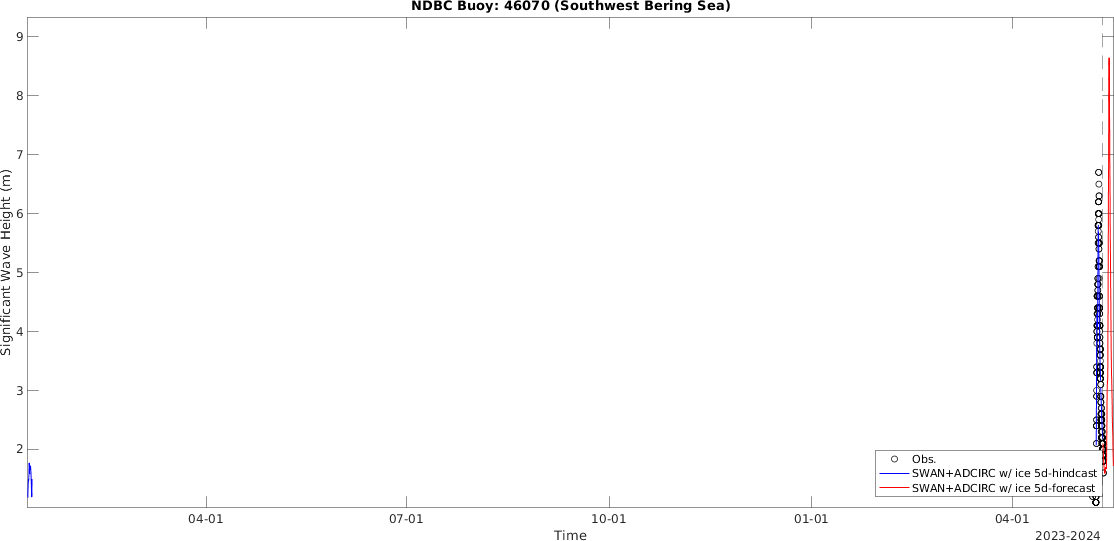 NDBC Buoy: 46070 (Southwest Bering Sea)
9
8
7
6
5
4
3
2
Significant Wave Height (m)
Obs.
SWAN+ADCIRC w/ ice 5d-hindcast
SWAN+ADCIRC w/ ice 5d-forecast
04-01
07-01
10-01
01-01
04-01
Time
2023-2024